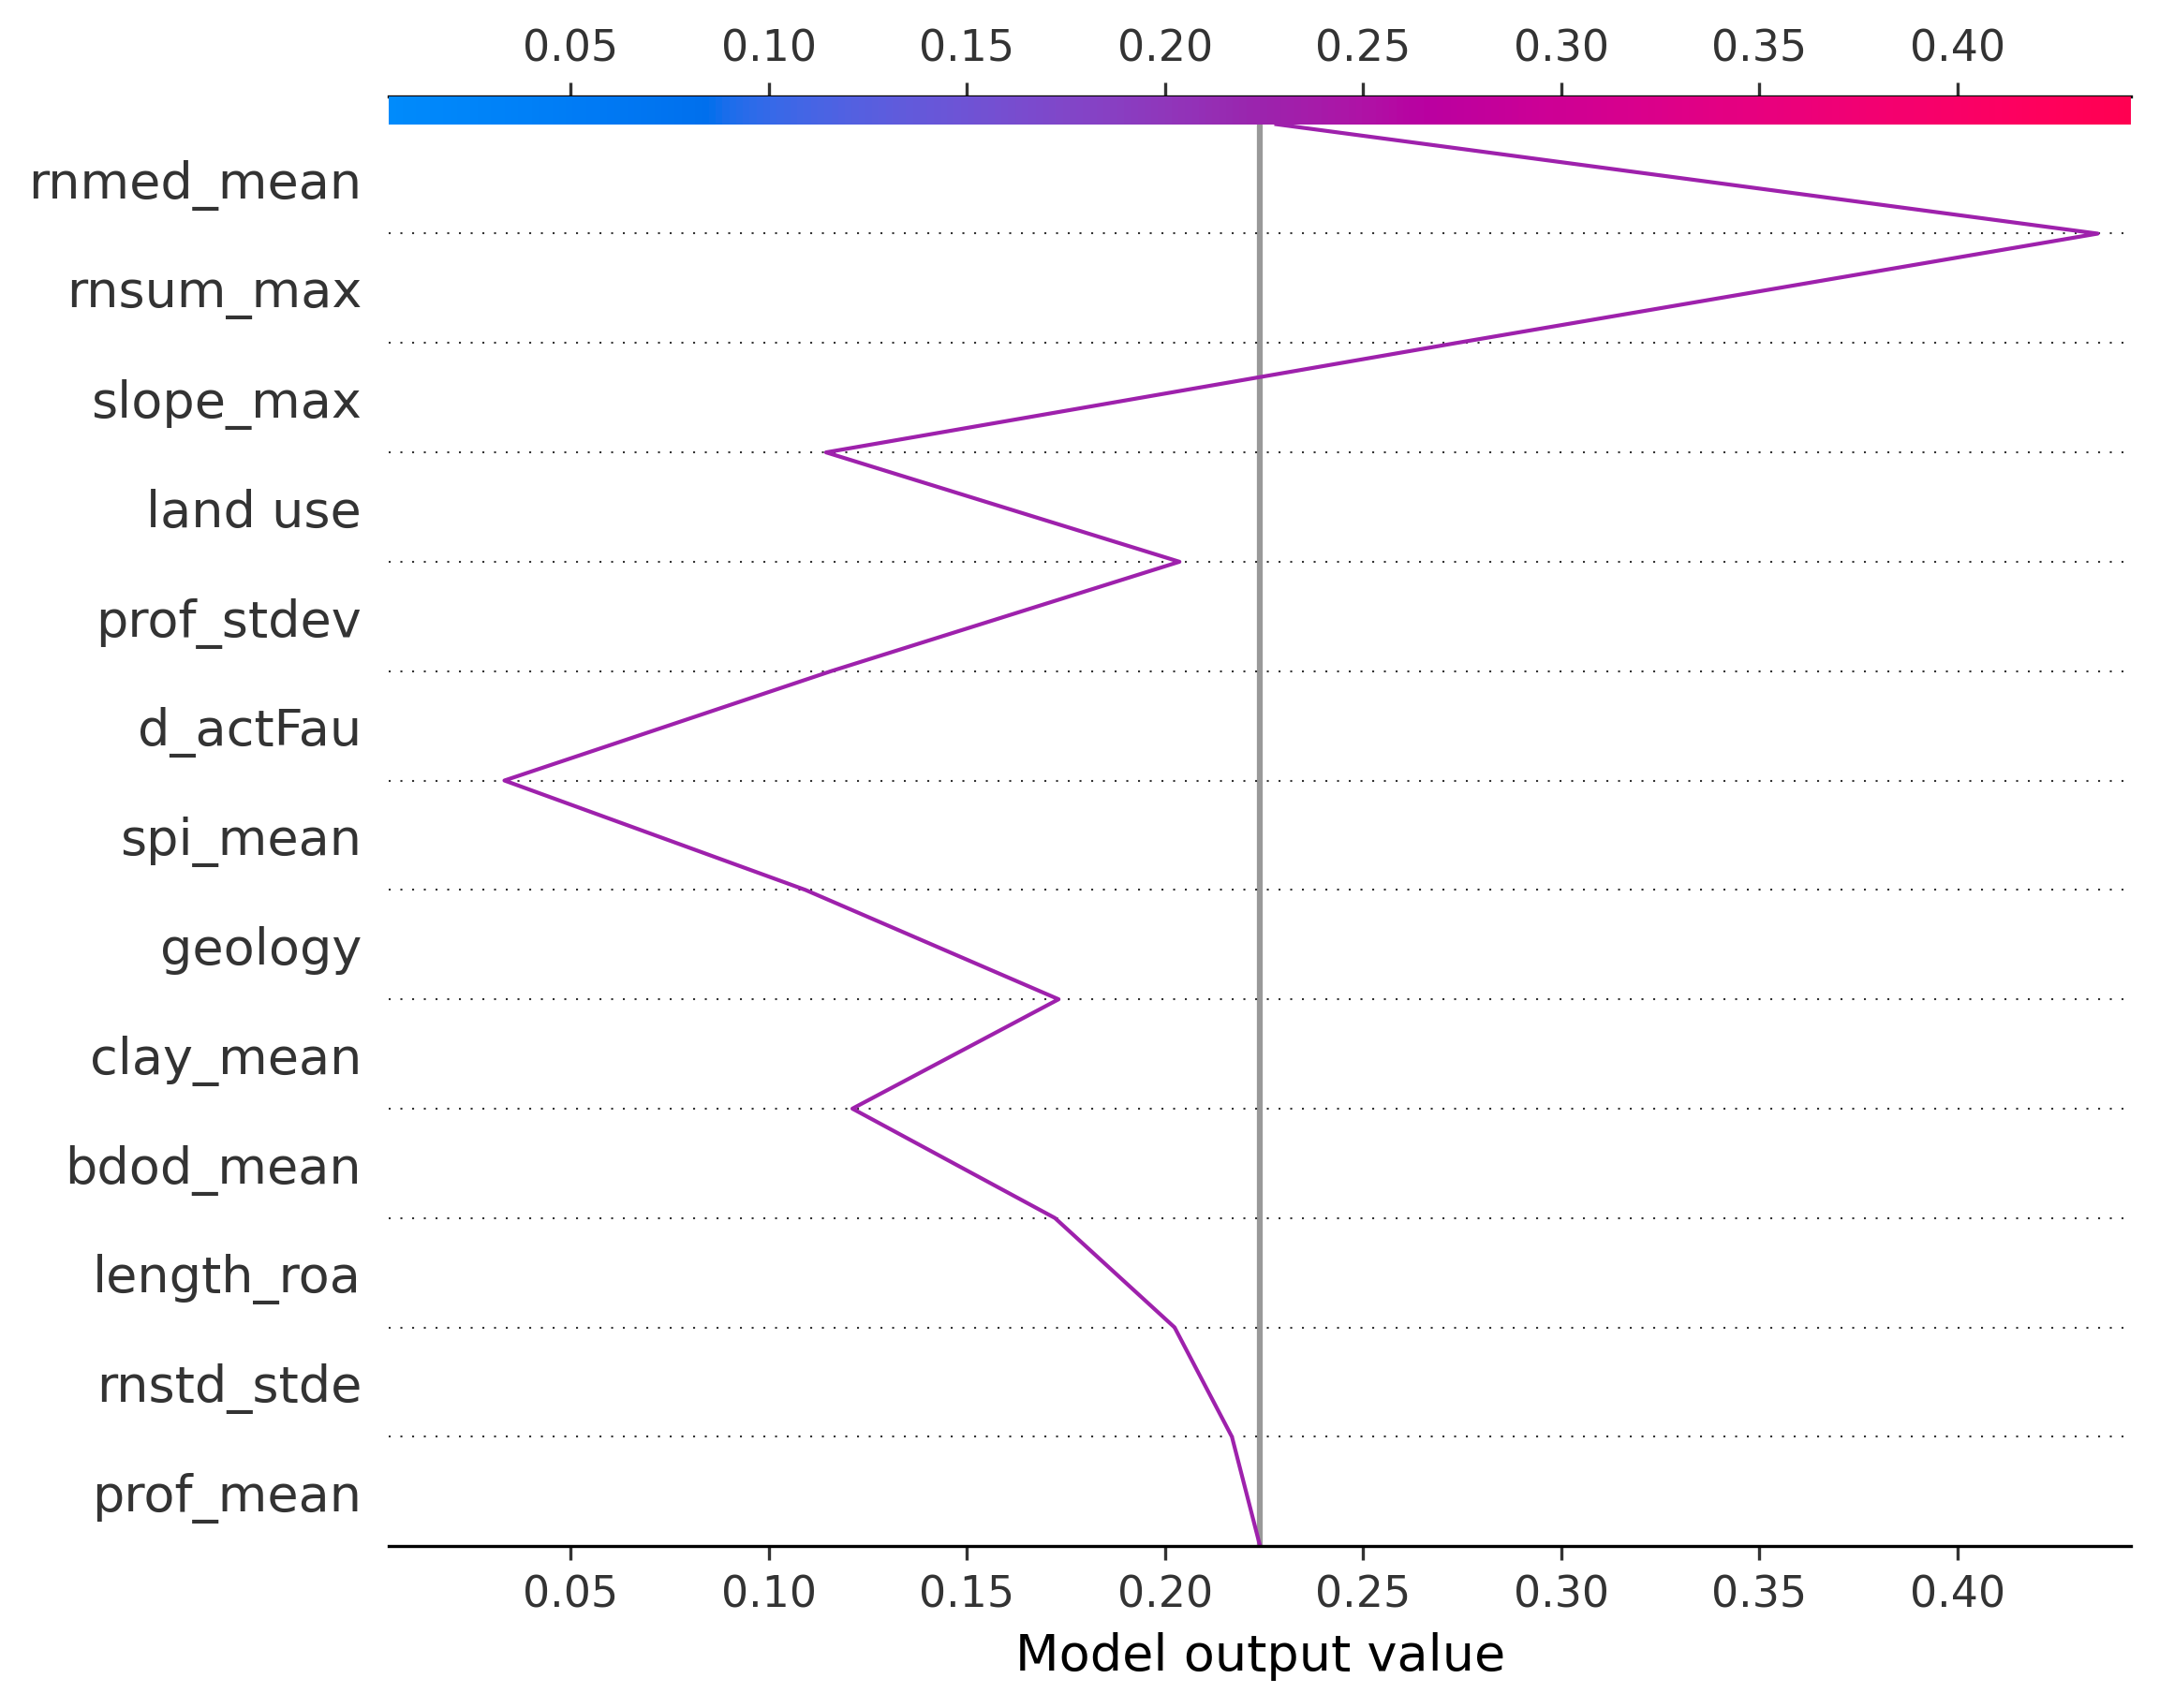 0.05 0.10 0.15 0.20 0.25 0.30 0.35 0.40
rnmed_mean
rnsum_max
slope_max
land use
prof_stdev
d_actFau
spi_mean
geology
clay_mean
bdod_mean
length_roa
rnstd_stde
prof_mean
0.05 0.10 0.15 0.20 0.25 0.30 0.35 0.40
Model output value